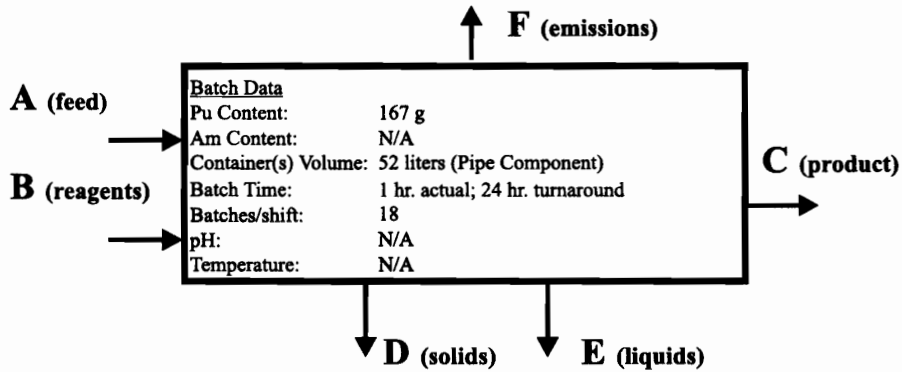 F (emissions)
A (feed)
B (reagents)
Batch Data
Pu Content: 167 g
Am Content: N/A
Container(s) Volume: 52 liters (Pipe Component)
Batch Time: 1 hr. actual; 24 hr. turnaround
Batches/shift: 18
pH: N/A
Temperature: N/A
C (product)
D (solids)
E (liquids)